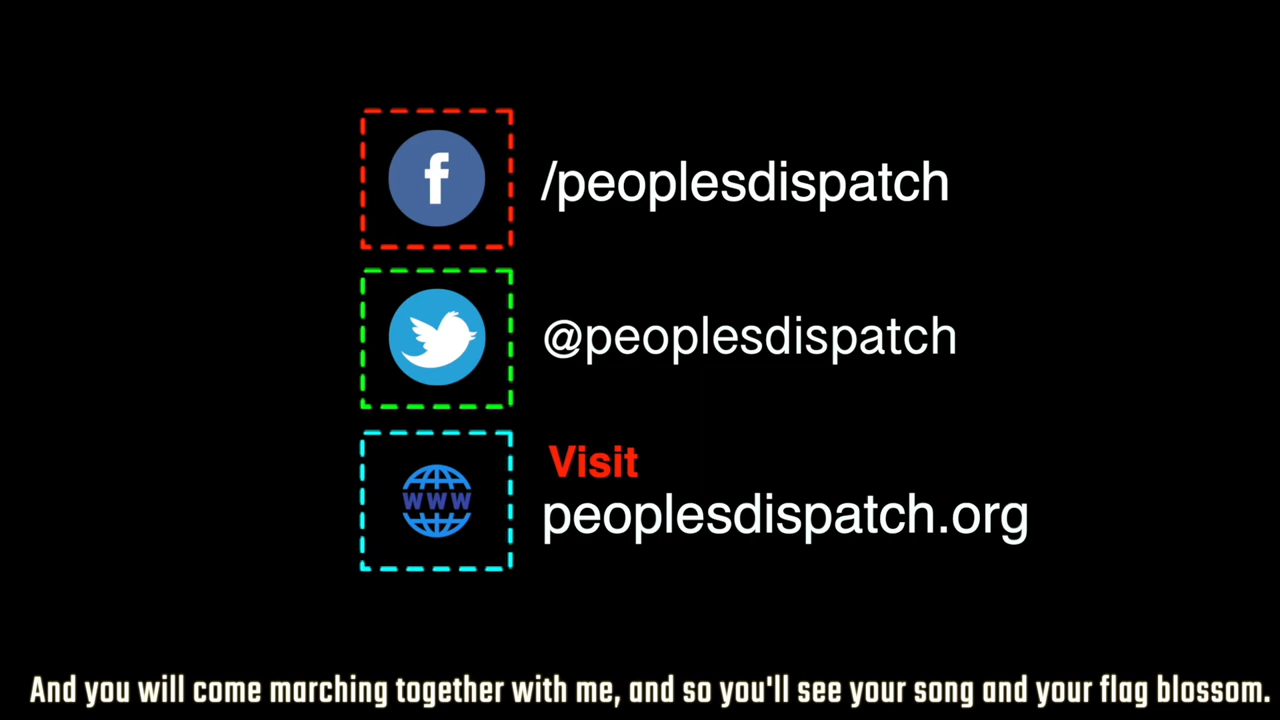 f
/peoplesdispatch
@peoplesdispatch
Visit
www
peoplesdispatch.org
And you will come marching together with me, and so you'll see your song and your flag blossom.